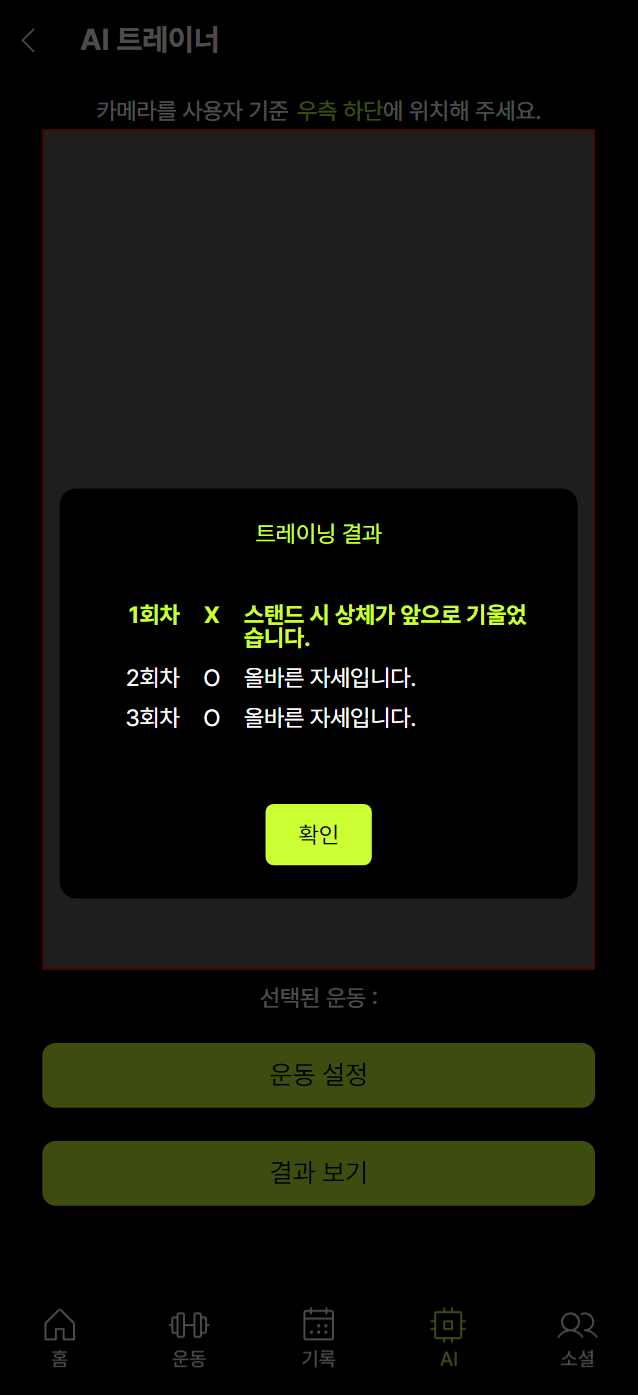 AI 트레이너
카메라를 사용자 기준 우측 하단에 위치해 주세요.
트레이닝 결과
1회차 X 스탠드 시 상체가 앞으로 기울었
습니다.
2회차 O 올바른 자세입니다.
3회차 O 올바른 자세입니다.
확인
선택된 운동 :
운동 설정
결과 보기
홈 운동 기록 AI 소셜